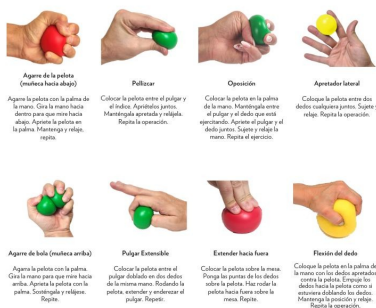 Agarre de la pelota
(muñeca hacia abajo)
Agarre la pelota con la palma de
la mano. Gira la mano hacia
dentro para que mire hacia
abajo. Apriete la pelota en
la palma. Mantenga y relaje,
repita.
Pellizcar
Colocar la pelota entre el pulgar y
el índice. Apriételos juntos.
Manténgala apretada y relájela.
Repita la operación.
Oposición
Colocar la pelota en la palma
de la mano. Manténgala entre
el pulgar y el dedo que está
ejercitando. Apriete el pulgar y el
dedo juntos. Sujete y relaje la
mano. Repita el ejercicio.
Apretador lateral
Coloque la pelota entre dos
dedos cualquiera juntos. Sujete y
relaje. Repita la operación.
Agarre de bola (muñeca arriba)
Agarre la pelota con la palma.
Gira la mano para que mire hacia
arriba. Apriete la pelota con la
palma. Sosténgala y relájese.
Repite.
Pulgar Extensible
Colocar la pelota entre el
pulgar doblado en dos dedos
de la misma mano. Rodando la
pelota, extender y enderezar el
pulgar. Repetir.
Extender hacia fuera
Colocar la pelota sobre la mesa.
Ponga las puntas de los dedos
sobre la pelota. Haz rodar la
pelota hacia fuera sobre la
mesa. Repite.
Flexión del dedo
Coloque la pelota en la palma de
la mano con los dedos apretados
contra la pelota. Empuje los
dedos hacia la pelota como si
estuviera doblando los dedos.
Mantenga la posición y relaje.
Repita la operación.